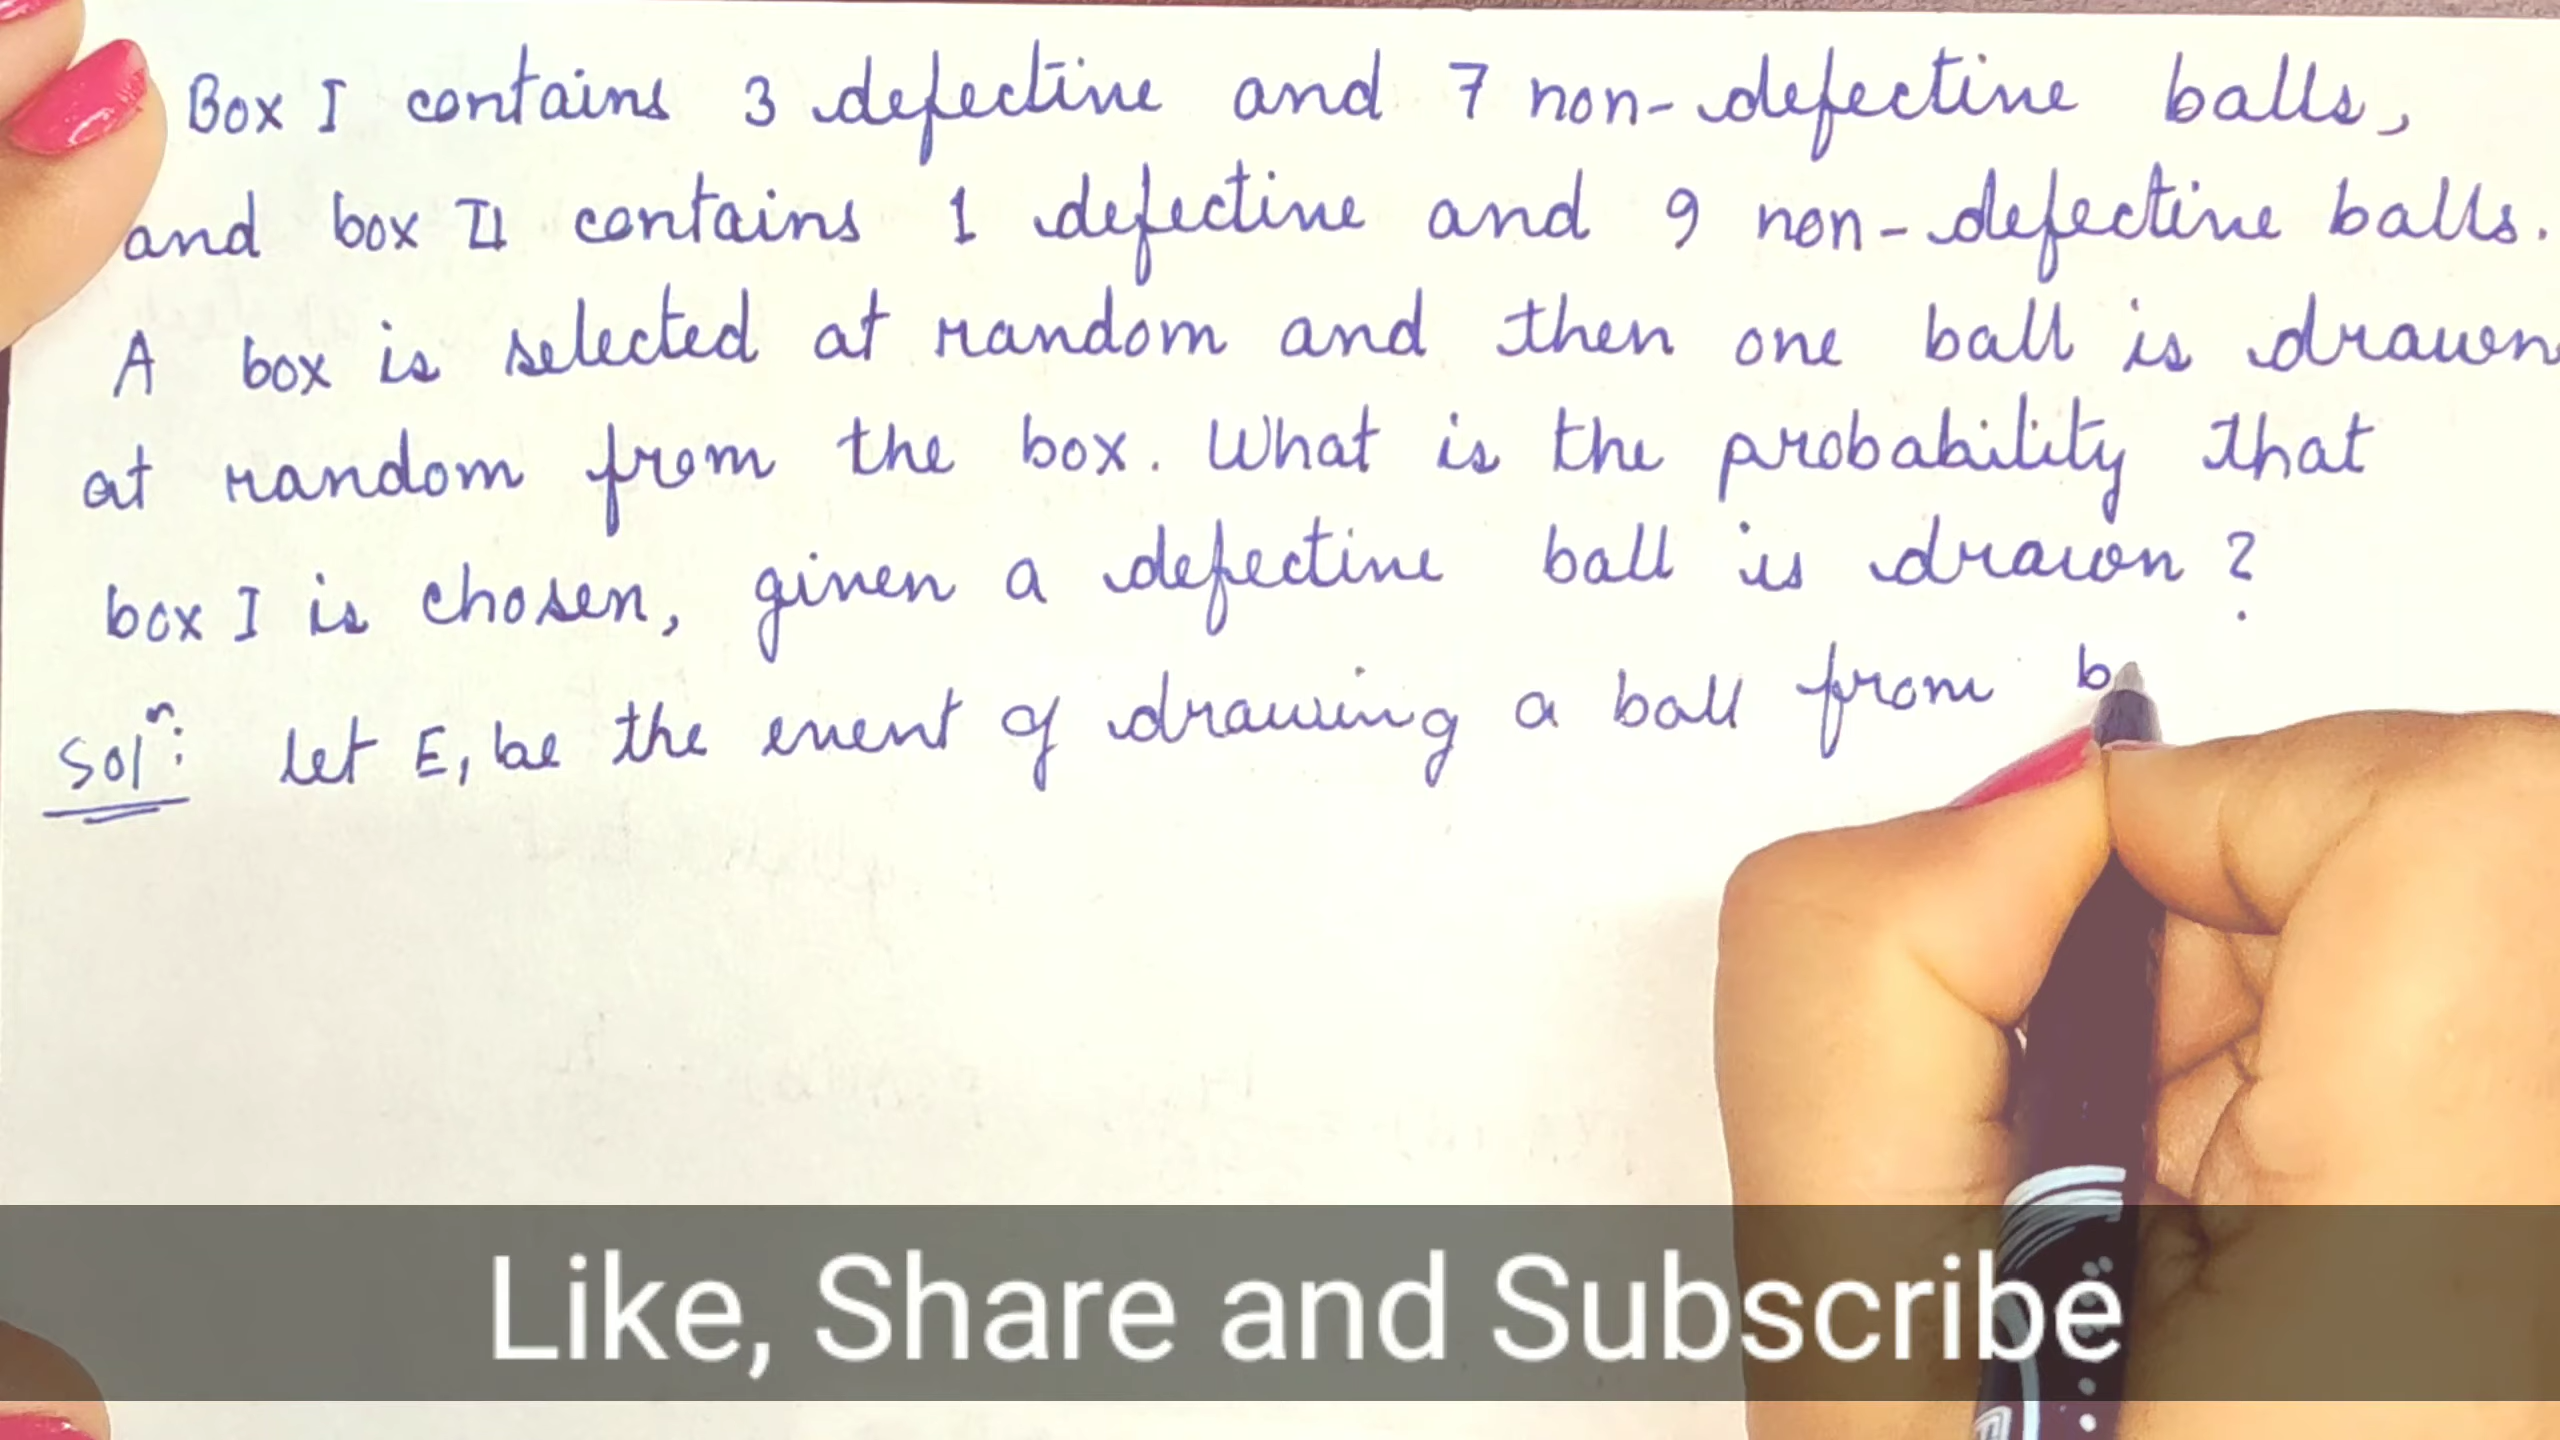 Box I contains 3 defective and 7 non-defective balls,
and box II contains 1 defective and 9 non-defective balls.
A box is selected at random and then one ball is drawn
at random from the box. What is the probability that
box I is chosen, given a defective ball is drawn?
Solⁿ: let E₁ be the event of drawing a ball from b
Like, Share and Subscribe